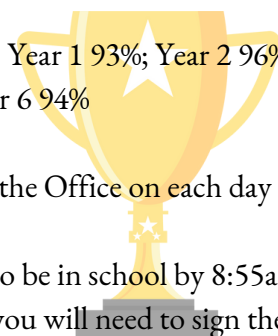 Year 1 93%; Year 2 96%
r 6 94%
the Office on each day
o be in school by 8:55a
you will need to sign the